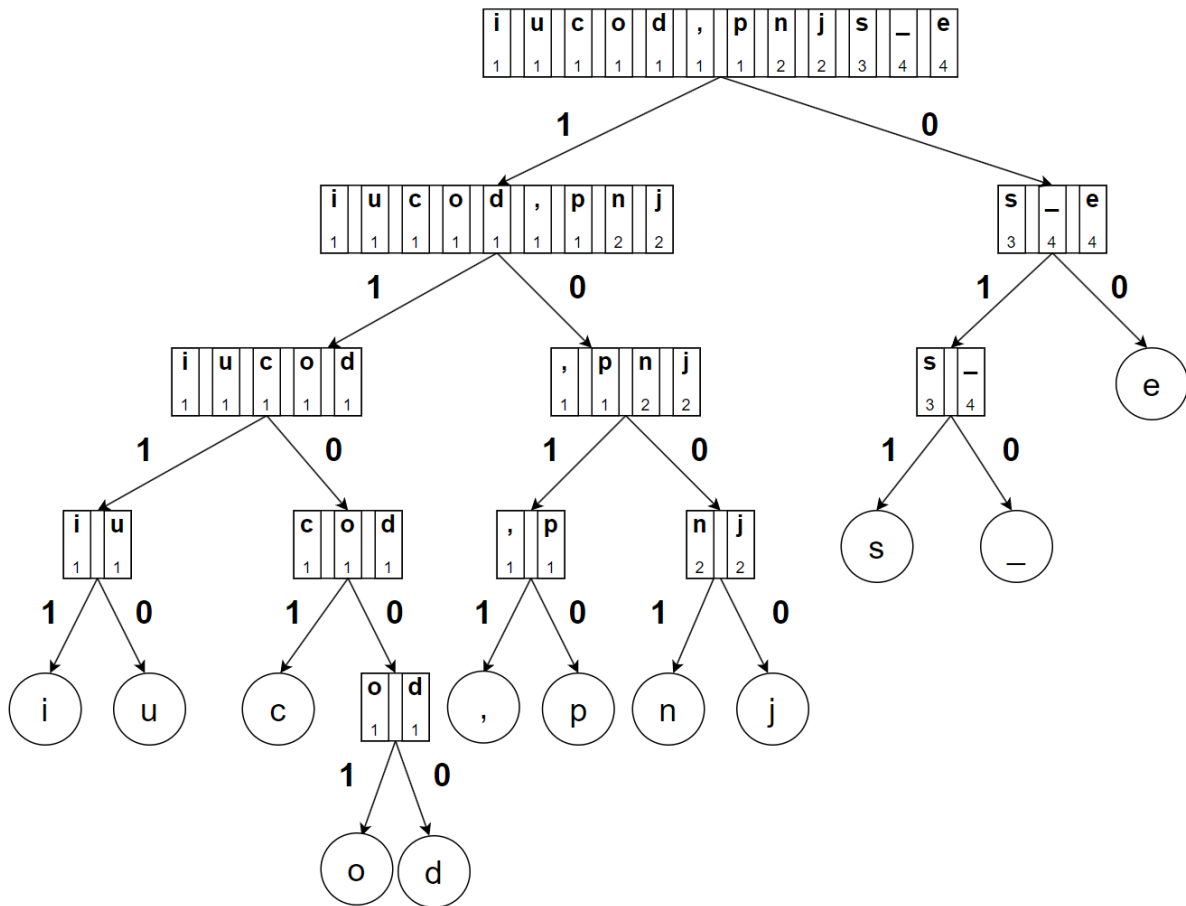 i u c o d , p n j s _ e
1 1 1 1 1 1 1 2 2 3 4 4
1 0
i u c o d , p n j
1 1 1 1 1 1 1 2 2
s _ e
3 4 4
1 0
1 0
i u c o d
1 1 1 1 1
, p n j
1 1 2 2
s _
3 4
e
1 0
1 0
1 0
i u
1 1
c o d
1 1 1
, p
1 1
n j
2 2
s
_
1 0
1 0
1 0
1 0
i
u
c
o d
1 1
,
p
n
j
1 0
o
d